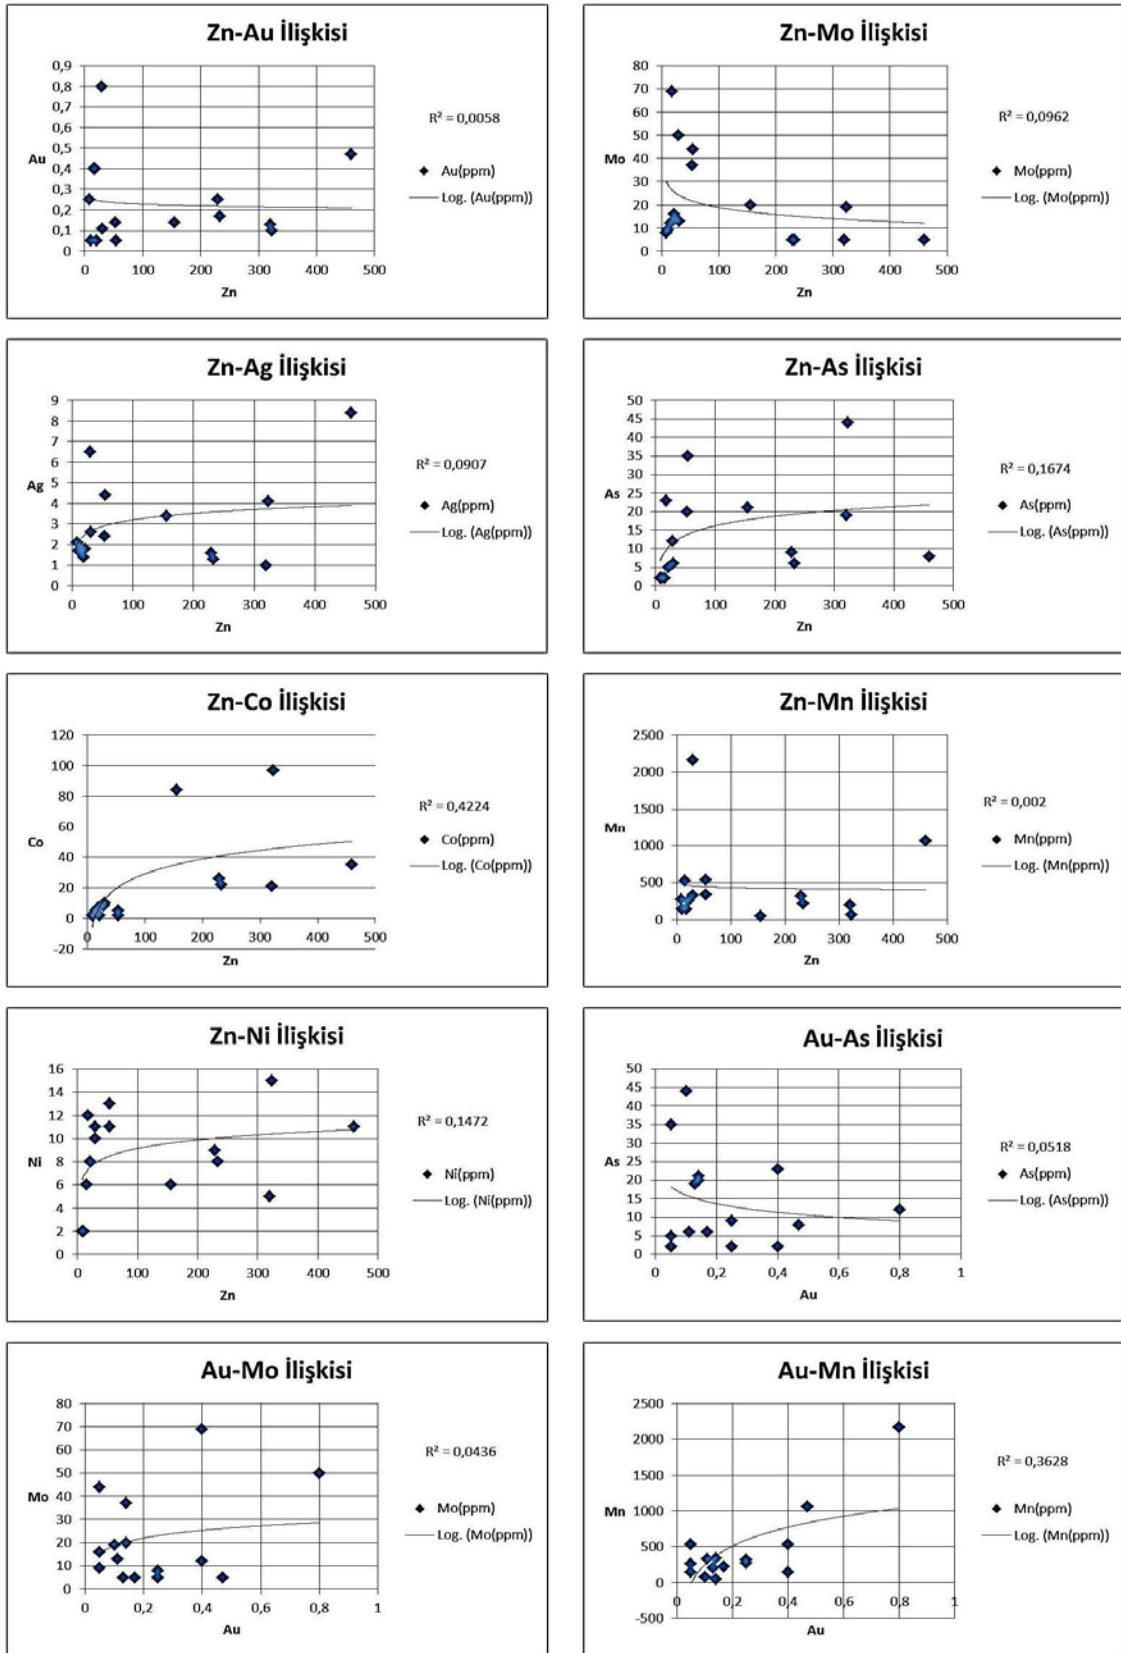 Zn-Au İlişkisi
0,9
0,8
0,7
0,6
0,5
0,4
0,3
0,2
0,1
0
Au
0 100 200 300 400 500
Zn
R² = 0,0058
Au(ppm)
Log. (Au(ppm))
Zn-Mo İlişkisi
80
70
60
50
40
30
20
10
0
Mo
0 100 200 300 400 500
Zn
R² = 0,0962
Mo(ppm)
Log. (Mo(ppm))
Zn-Ag İlişkisi
9
8
7
6
5
4
3
2
1
0
Ag
0 100 200 300 400 500
Zn
R² = 0,0907
Ag(ppm)
Log. (Ag(ppm))
Zn-As İlişkisi
50
45
40
35
30
25
20
15
10
5
0
As
0 100 200 300 400 500
Zn
R² = 0,1674
As(ppm)
Log. (As(ppm))
Zn-Co İlişkisi
120
100
80
60
40
20
0
-20
Co
0 100 200 300 400 500
Zn
R² = 0,4224
Co(ppm)
Log. (Co(ppm))
Zn-Mn İlişkisi
2500
2000
1500
1000
500
0
Mn
0 100 200 300 400 500
Zn
R² = 0,002
Mn(ppm)
Log. (Mn(ppm))
Zn-Ni İlişkisi
16
14
12
10
8
6
4
2
0
Ni
0 100 200 300 400 500
Zn
R² = 0,1472
Ni(ppm)
Log. (Ni(ppm))
Au-As İlişkisi
50
45
40
35
30
25
20
15
10
5
0
As
0 0,2 0,4 0,6 0,8 1
Au
R² = 0,0518
As(ppm)
Log. (As(ppm))
Au-Mo İlişkisi
80
70
60
50
40
30
20
10
0
Mo
0 0,2 0,4 0,6 0,8 1
Au
R² = 0,0436
Mo(ppm)
Log. (Mo(ppm))
Au-Mn İlişkisi
2500
2000
1500
1000
500
0
-500
Mn
0 0,2 0,4 0,6 0,8 1
Au
R² = 0,3628
Mn(ppm)
Log. (Mn(ppm))